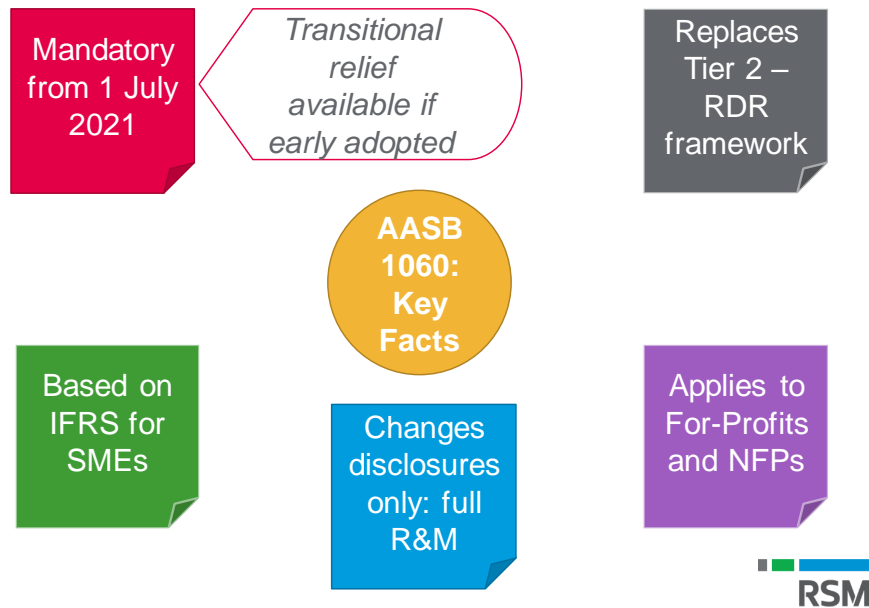 Mandatory
from 1 July
2021
Transitional
relief
available if
early adopted
Replaces
Tier 2 –
RDR
framework
AASB
1060:
Key
Facts
Based on
IFRS for
SMEs
Changes
disclosures
only: full
R&M
Applies to
For-Profits
and NFPs
RSM